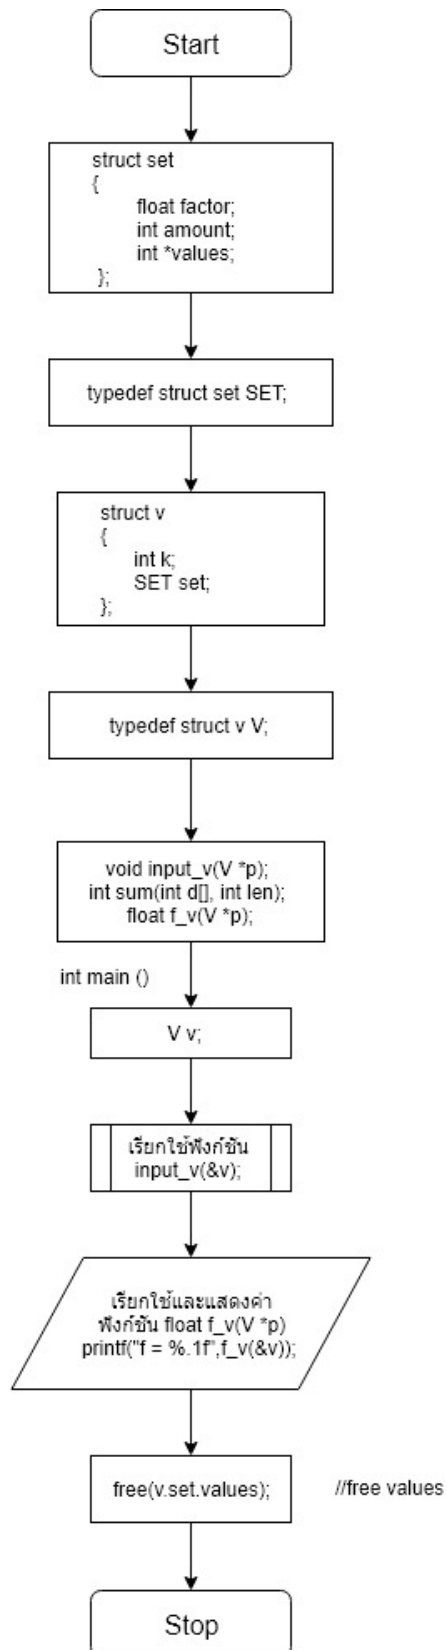 Start
struct set
{
float factor;
int amount;
int *values;
};
typedef struct set SET;
struct v
{
int k;
SET set;
};
typedef struct v V;
void input_v(V *p);
int sum(int d[], int len);
float f_v(V *p);
int main ()
V v;
เรียกใช้ฟังก์ชัน
input_v(&v);
เรียกใช้และแสดงค่า
ฟังก์ชัน float f_v(V *p)
printf("f = %.1f",f_v(&v));
free(v.set.values);
//free values
Stop